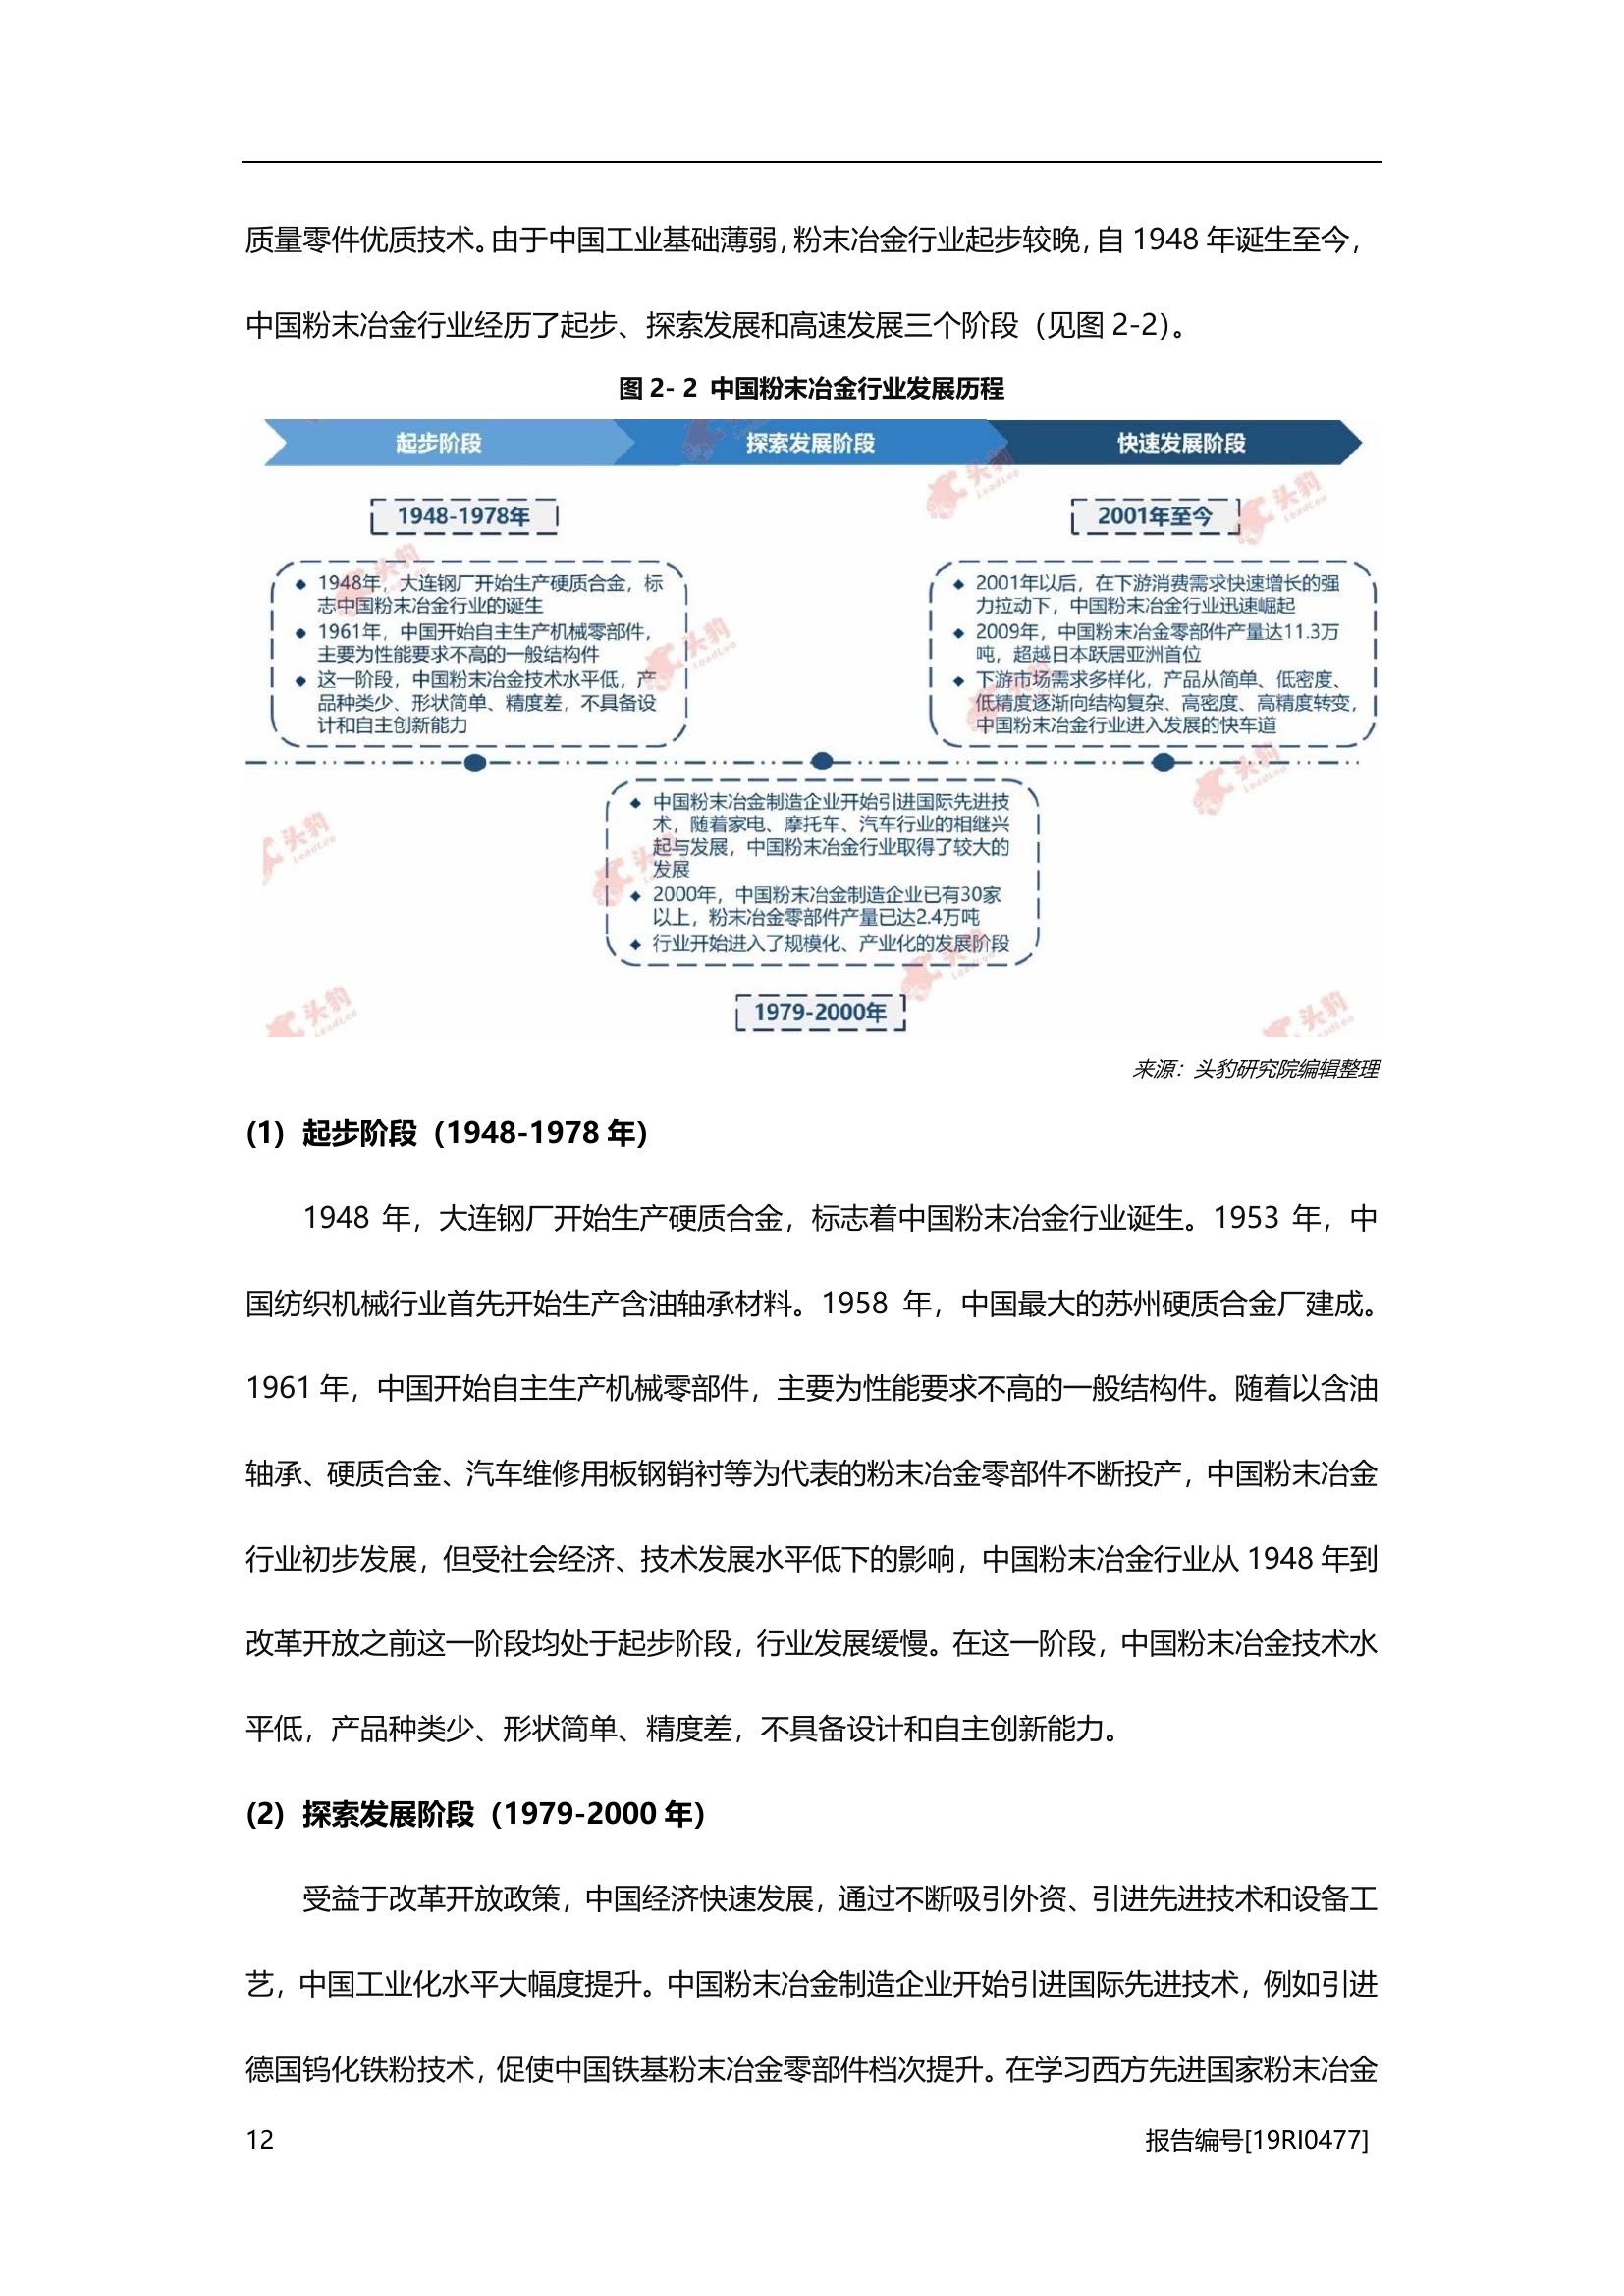 质量零件优质技术。由于中国工业基础薄弱，粉末冶金行业起步较晚，自 1948 年诞生至今，
中国粉末冶金行业经历了起步、探索发展和高速发展三个阶段（见图 2-2）。
图 2- 2 中国粉末冶金行业发展历程
起步阶段
探索发展阶段
快速发展阶段
1948-1978年
2001年至今
◆ 1948年，大连钢厂开始生产硬质合金，标
志中国粉末冶金行业的诞生
◆ 1961年，中国开始自主生产机械零部件，
主要为性能要求不高的一般结构件
◆ 这一阶段，中国粉末冶金技术水平低，产
品种类少、形状简单、精度差，不具备设
计和自主创新能力
◆ 2001年以后，在下游消费需求快速增长的强
力拉动下，中国粉末冶金行业迅速崛起
◆ 2009年，中国粉末冶金零部件产量达11.3万
吨，超越日本跃居亚洲首位
◆ 下游市场需求多样化，产品从简单、低密度、
低精度逐渐向结构复杂、高密度、高精度转变，
中国粉末冶金行业进入发展的快车道
◆ 中国粉末冶金制造企业开始引进国际先进技
术，随着家电、摩托车、汽车行业的相继兴
起与发展，中国粉末冶金行业取得了较大的
发展
◆ 2000年，中国粉末冶金制造企业已有30家
以上，粉末冶金零部件产量已达2.4万吨
◆ 行业开始进入了规模化、产业化的发展阶段
1979-2000年
头豹 LeadLeo
来源：头豹研究院编辑整理
(1) 起步阶段（1948-1978 年）
1948 年，大连钢厂开始生产硬质合金，标志着中国粉末冶金行业诞生。1953 年，中
国纺织机械行业首先开始生产含油轴承材料。1958 年，中国最大的苏州硬质合金厂建成。
1961 年，中国开始自主生产机械零部件，主要为性能要求不高的一般结构件。随着以含油
轴承、硬质合金、汽车维修用板钢销衬等为代表的粉末冶金零部件不断投产，中国粉末冶金
行业初步发展，但受社会经济、技术发展水平低下的影响，中国粉末冶金行业从 1948 年到
改革开放之前这一阶段均处于起步阶段，行业发展缓慢。在这一阶段，中国粉末冶金技术水
平低，产品种类少、形状简单、精度差，不具备设计和自主创新能力。
(2) 探索发展阶段（1979-2000 年）
受益于改革开放政策，中国经济快速发展，通过不断吸引外资、引进先进技术和设备工
艺，中国工业化水平大幅度提升。中国粉末冶金制造企业开始引进国际先进技术，例如引进
德国钨化铁粉技术，促使中国铁基粉末冶金零部件档次提升。在学习西方先进国家粉末冶金
12
报告编号[19RI0477]